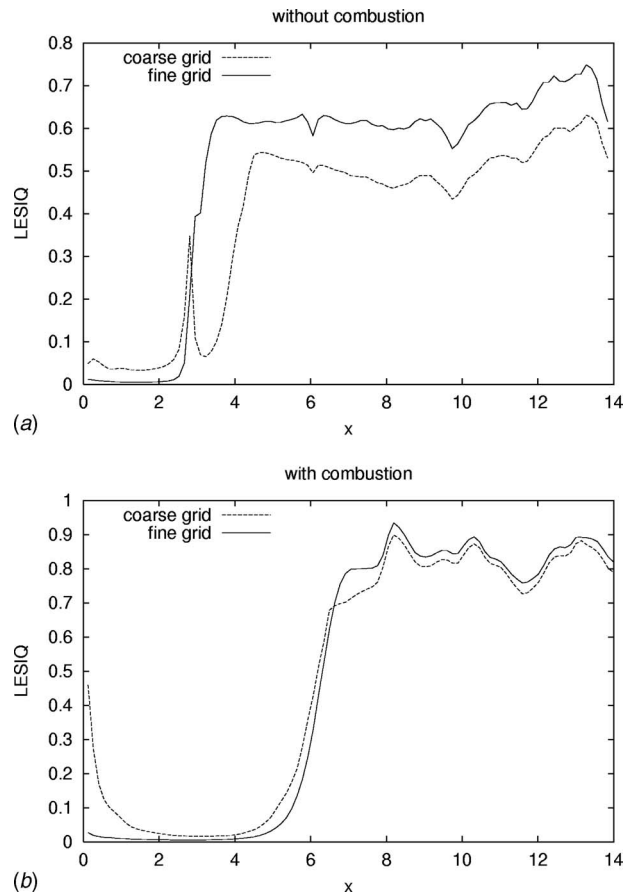 without combustion
coarse grid
fine grid
0.8
0.7
0.6
0.5
0.4
0.3
0.2
0.1
0
LESIQ
0 2 4 6 8 10 12 14
x
(a)
with combustion
coarse grid
fine grid
1
0.9
0.8
0.7
0.6
0.5
0.4
0.3
0.2
0.1
0
LESIQ
0 2 4 6 8 10 12 14
x
(b)